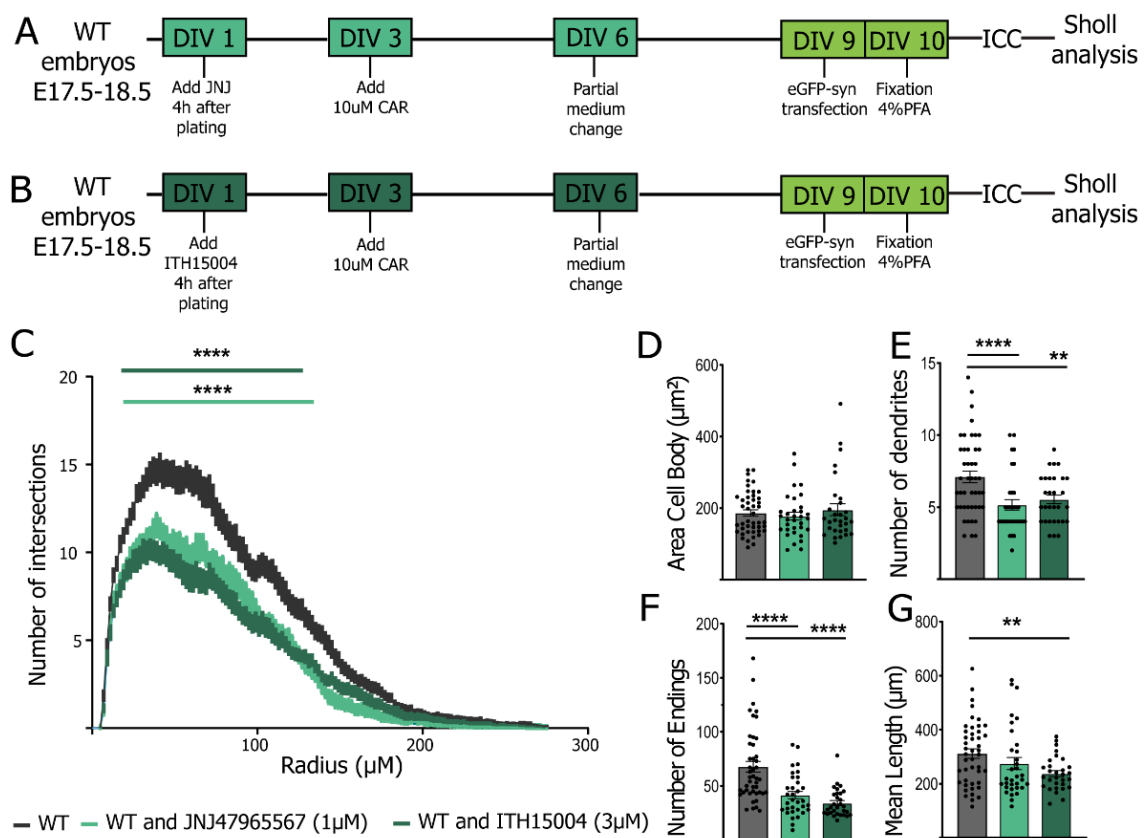 A
WT
embryos
E17.5-18.5
DIV 1
DIV 3
DIV 6
DIV 9
DIV 10
ICC
Sholl
analysis
Add JNJ
4h after
plating
Add
10uM CAR
Partial
medium
change
eGFP-syn
transfection
Fixation
4%PFA
B
WT
embryos
E17.5-18.5
DIV 1
DIV 3
DIV 6
DIV 9
DIV 10
ICC
Sholl
analysis
Add
ITH15004
4h after
plating
Add
10uM CAR
Partial
medium
change
eGFP-syn
transfection
Fixation
4%PFA
C
****
****
Number of intersections
20
15
10
5
100
200
300
Radius (µM)
WT
WT and JNJ47965567 (1µM)
WT and ITH15004 (3µM)
D
Area Cell Body (µm²)
600
400
200
E
Number of dendrites
15
10
5
****
**
F
Number of Endings
200
150
100
50
****
****
G
Mean Length (µm)
800
600
400
200
**